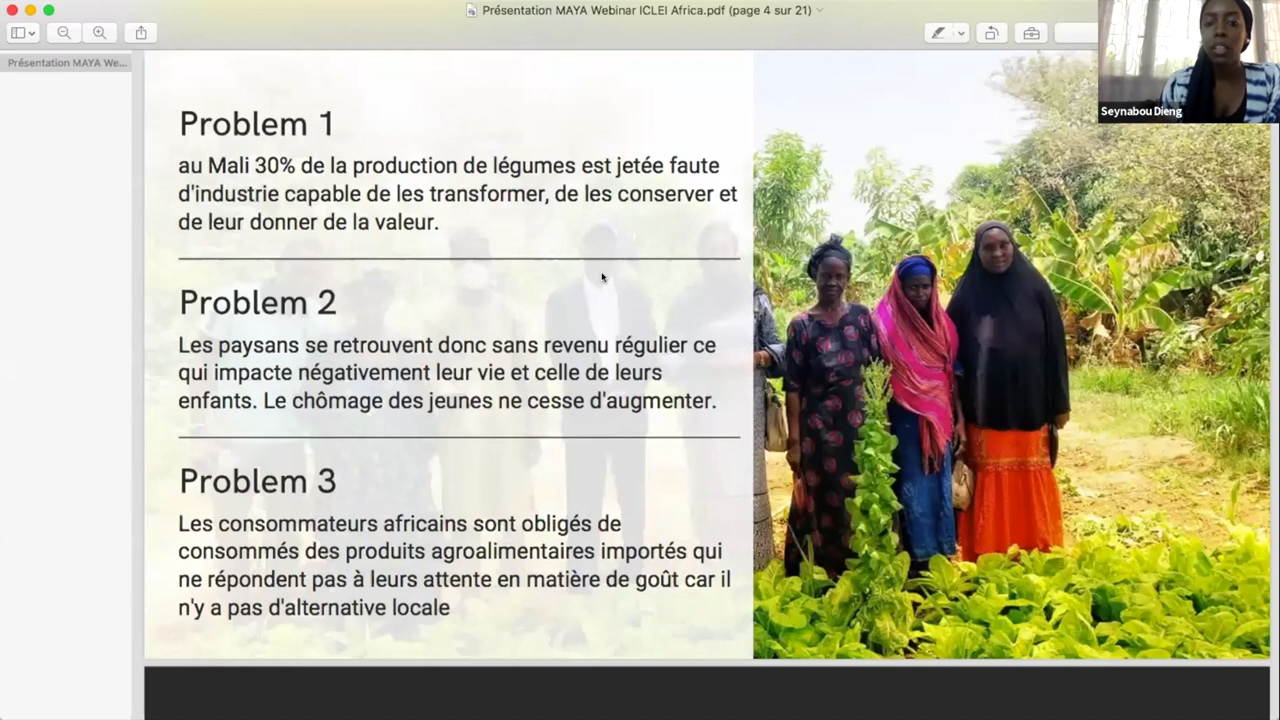 Présentation MAYA Webinar ICLEI Africa.pdf (page 4 sur 21)
Présentation MAYA We...
Seynabou Dieng
Problem 1
au Mali 30% de la production de légumes est jetée faute
d'industrie capable de les transformer, de les conserver et
de leur donner de la valeur.
Problem 2
Les paysans se retrouvent donc sans revenu régulier ce
qui impacte négativement leur vie et celle de leurs
enfants. Le chômage des jeunes ne cesse d'augmenter.
Problem 3
Les consommateurs africains sont obligés de
consommés des produits agroalimentaires importés qui
ne répondent pas à leurs attente en matière de goût car il
n'y a pas d'alternative locale